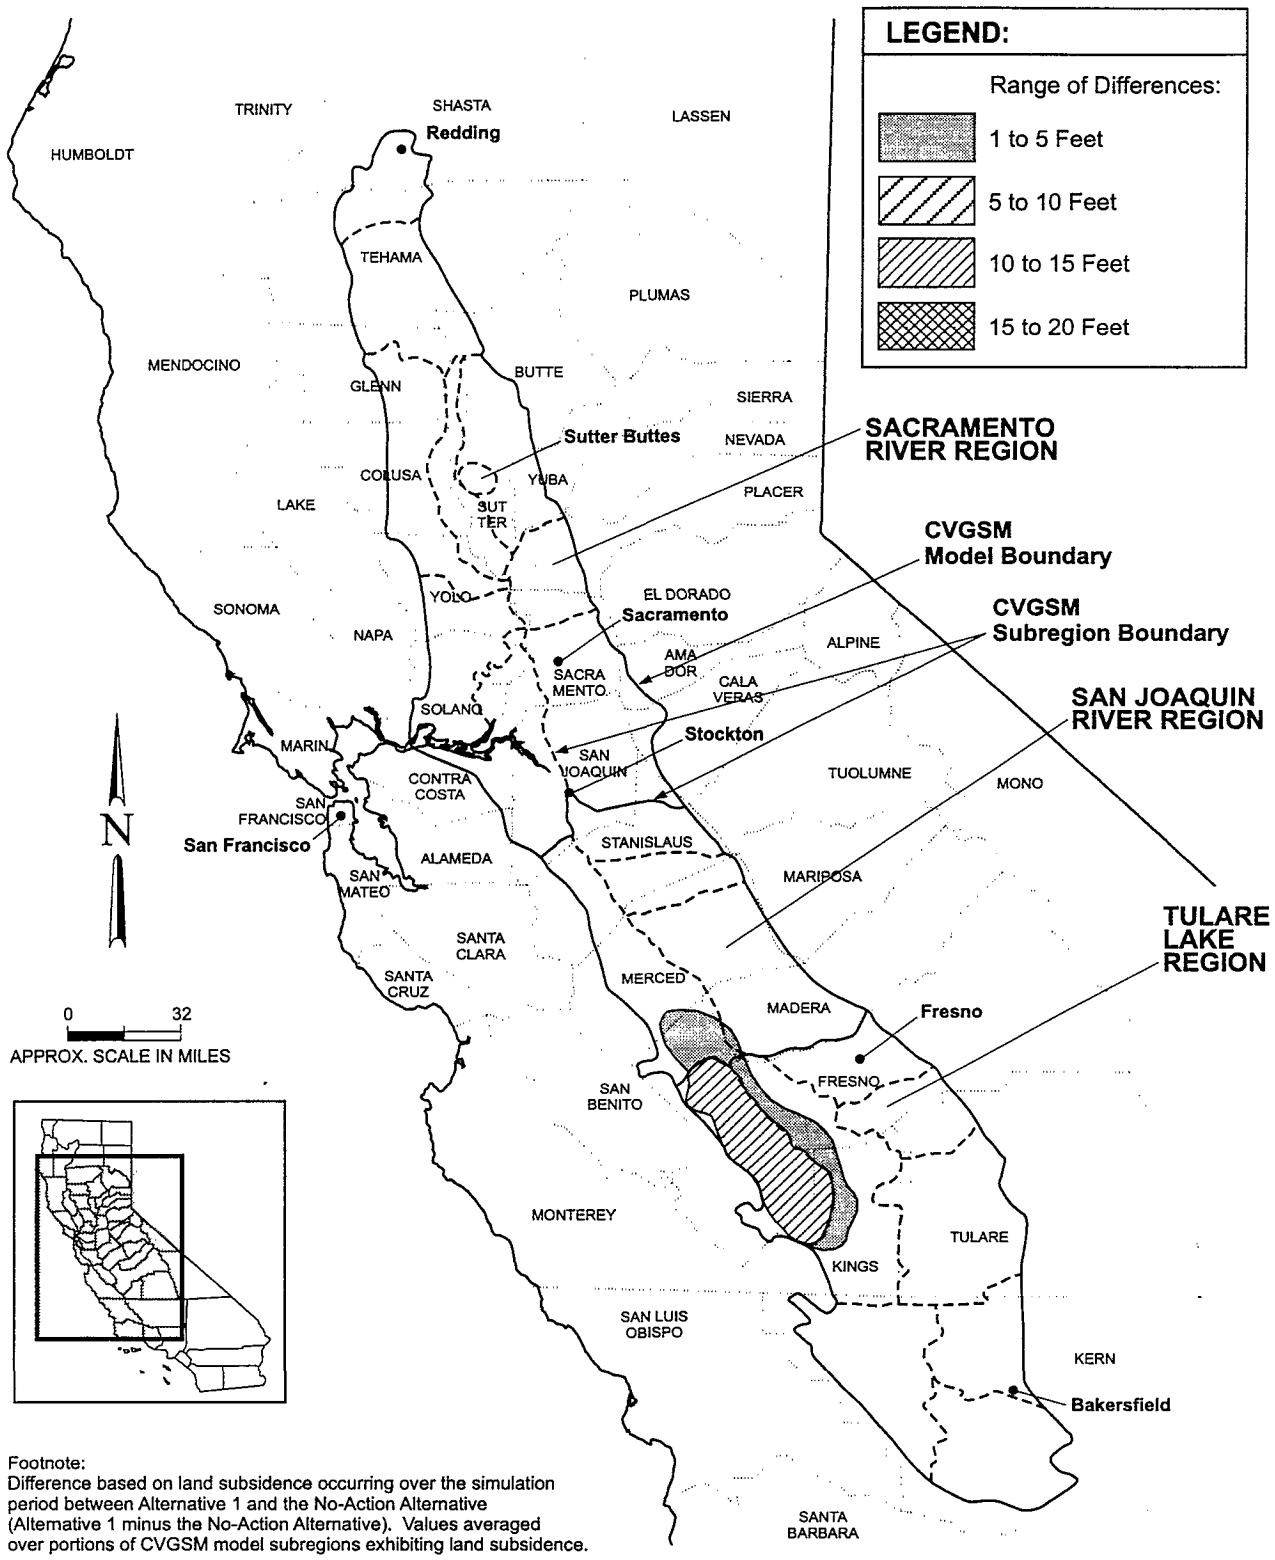 LEGEND:
Range of Differences:
1 to 5 Feet
5 to 10 Feet
10 to 15 Feet
15 to 20 Feet
TRINITY
SHASTA
Redding
LASSEN
HUMBOLDT
TEHAMA
PLUMAS
MENDOCINO
GLENN
BUTTE
SIERRA
Sutter Buttes
NEVADA
SACRAMENTO
RIVER REGION
COLUSA
YUBA
LAKE
SUT
TER
PLACER
CVGSM
Model Boundary
YOLO
EL DORADO
SONOMA
Sacramento
CVGSM
Subregion Boundary
NAPA
ALPINE
AMA
DOR
SACRA
MENTO
CALA
VERAS
SAN JOAQUIN
RIVER REGION
SOLANO
Stockton
MARIN
SAN
JOAQUIN
CONTRA
COSTA
TUOLUMNE
MONO
SAN
FRANCISCO
N
San Francisco
STANISLAUS
ALAMEDA
SAN
MATEO
MARIPOSA
TULARE
LAKE
REGION
SANTA
CLARA
SANTA
CRUZ
MERCED
MADERA
Fresno
0 32
APPROX. SCALE IN MILES
FRESNO
SAN
BENITO
MONTEREY
TULARE
KINGS
SAN LUIS
OBISPO
KERN
Bakersfield
SANTA
BARBARA
Footnote:
Difference based on land subsidence occurring over the simulation
period between Alternative 1 and the No-Action Alternative
(Alternative 1 minus the No-Action Alternative). Values averaged
over portions of CVGSM model subregions exhibiting land subsidence.